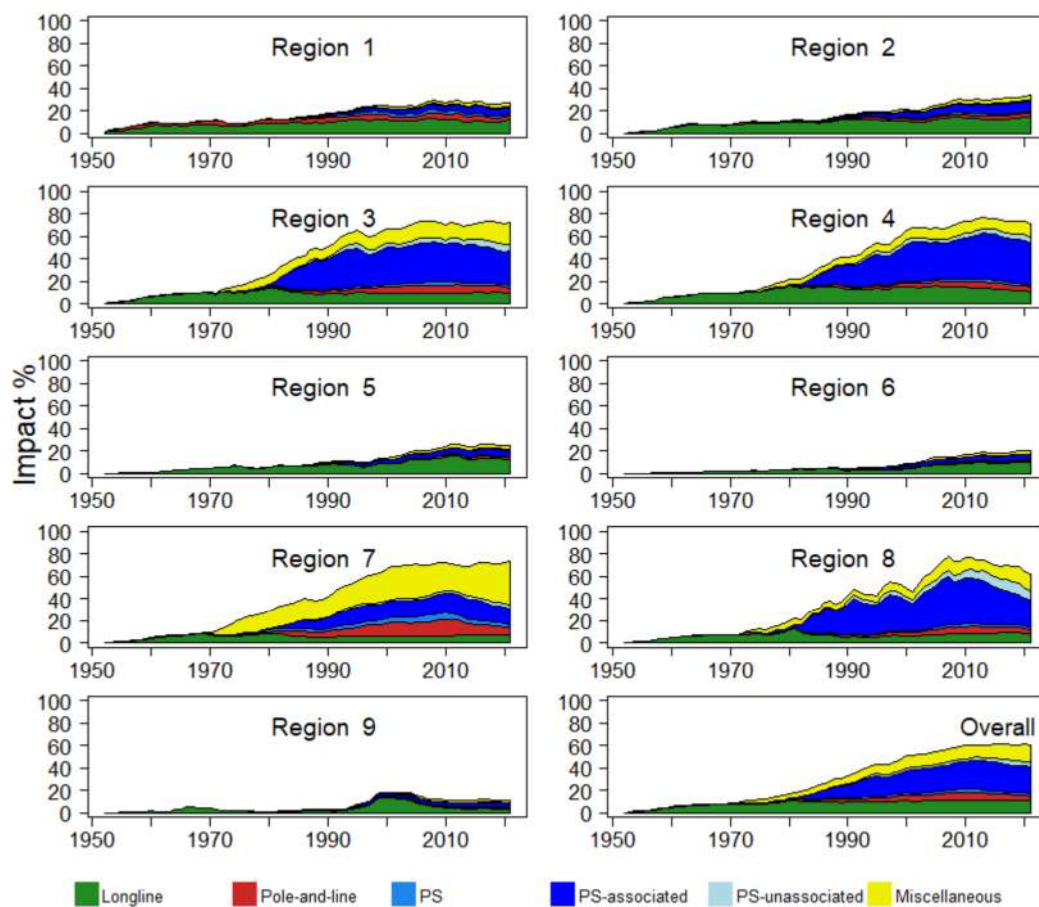 Impact %
Region 1
100
80
60
40
20
0
1950 1970 1990 2010
Region 2
100
80
60
40
20
0
1950 1970 1990 2010
Region 3
100
80
60
40
20
0
1950 1970 1990 2010
Region 4
100
80
60
40
20
0
1950 1970 1990 2010
Region 5
100
80
60
40
20
0
1950 1970 1990 2010
Region 6
100
80
60
40
20
0
1950 1970 1990 2010
Region 7
100
80
60
40
20
0
1950 1970 1990 2010
Region 8
100
80
60
40
20
0
1950 1970 1990 2010
Region 9
100
80
60
40
20
0
1950 1970 1990 2010
Overall
100
80
60
40
20
0
1950 1970 1990 2010
Longline Pole-and-line PS PS-associated PS-unassociated Miscellaneous